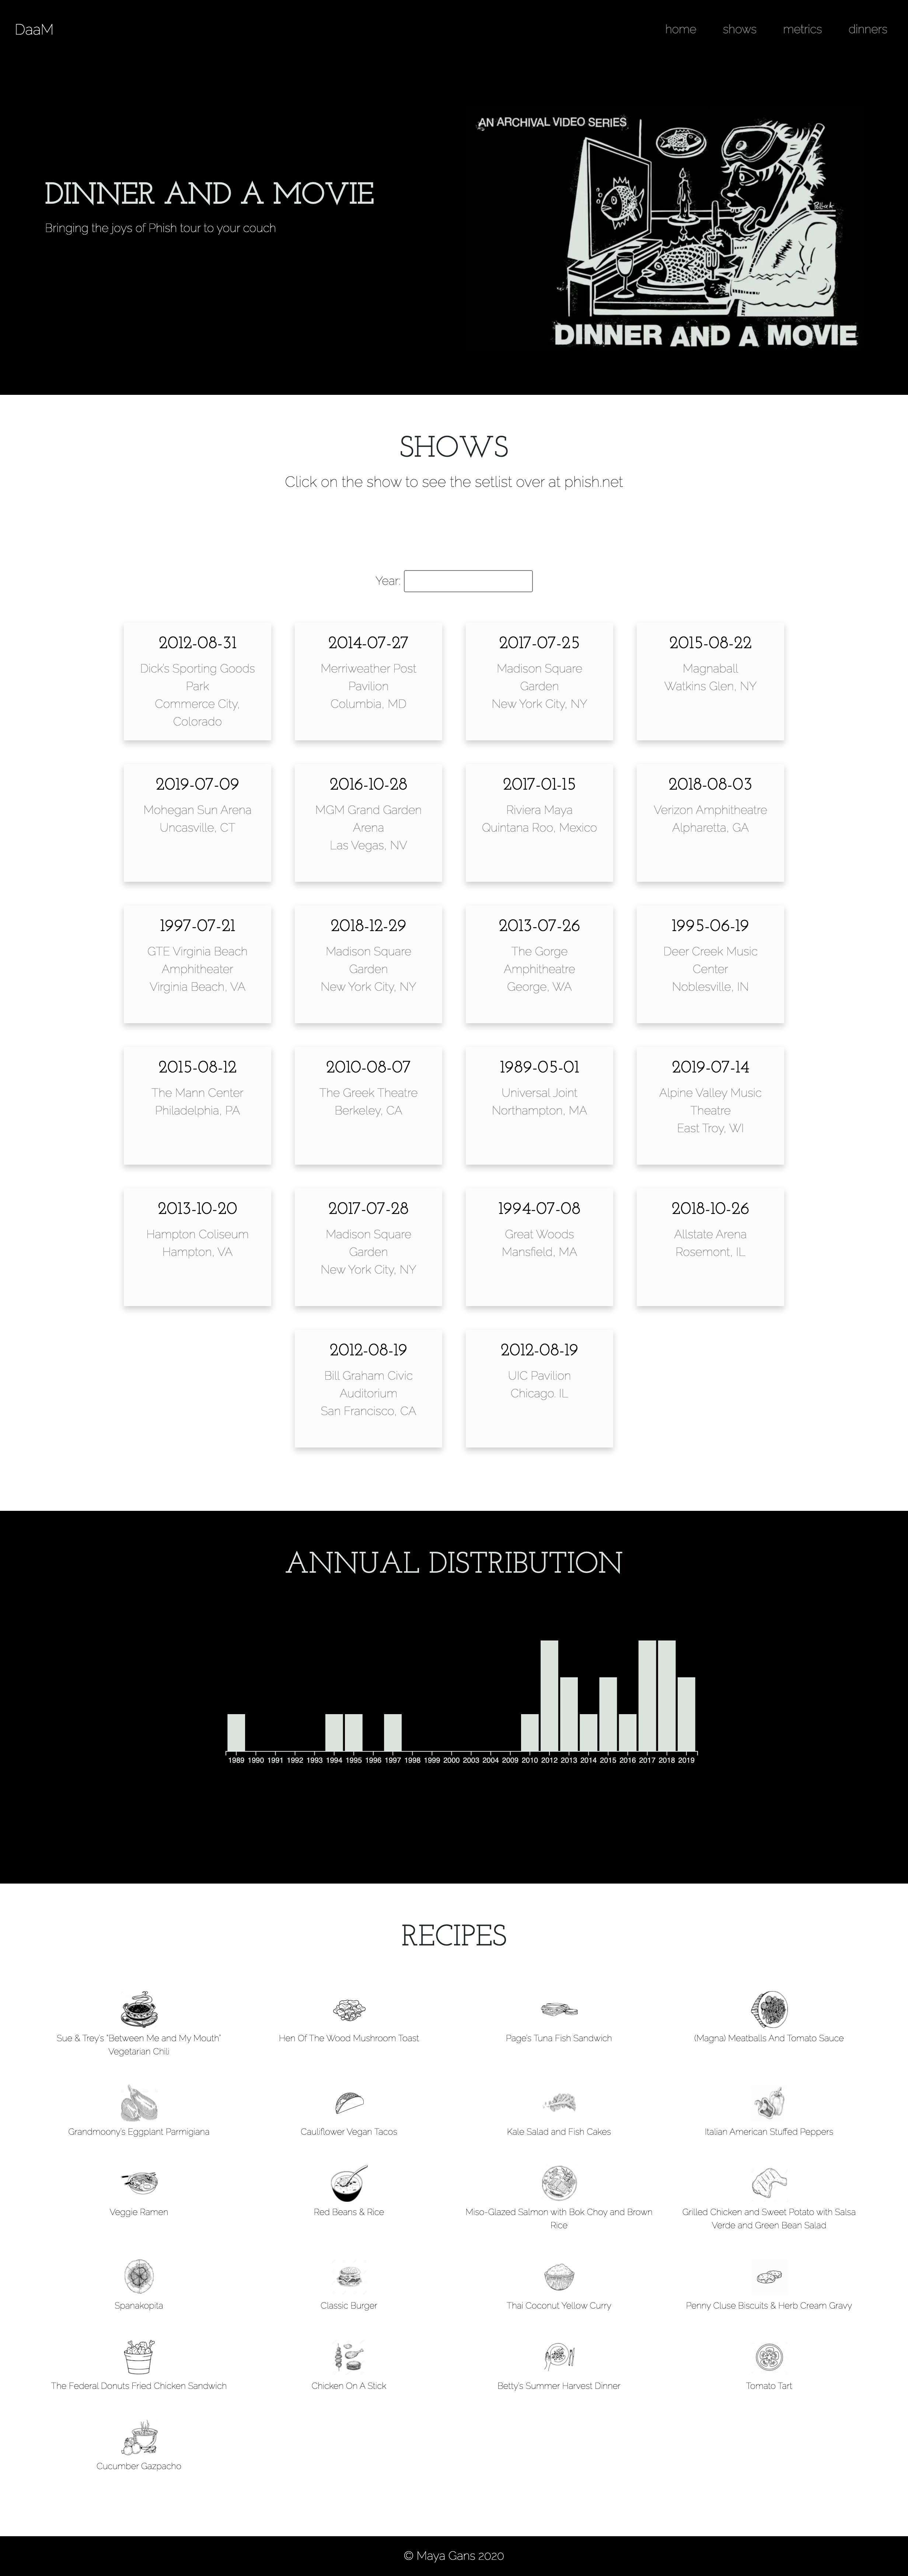 DaaM
home shows metrics dinners
AN ARCHIVAL VIDEO SERIES
DINNER AND A MOVIE
Bringing the joys of Phish tour to your couch
DINNER AND A MOVIE
SHOWS
Click on the show to see the setlist over at phish.net
Year:
2012-08-31
Dick's Sporting Goods
Park
Commerce City,
Colorado
2014-07-27
Merriweather Post
Pavilion
Columbia, MD
2017-07-25
Madison Square
Garden
New York City, NY
2015-08-22
Magnaball
Watkins Glen, NY
2019-07-09
Mohegan Sun Arena
Uncasville, CT
2016-10-28
MGM Grand Garden
Arena
Las Vegas, NV
2017-01-15
Riviera Maya
Quintana Roo, Mexico
2018-08-03
Verizon Amphitheatre
Alpharetta, GA
1997-07-21
GTE Virginia Beach
Amphitheater
Virginia Beach, VA
2018-12-29
Madison Square
Garden
New York City, NY
2013-07-26
The Gorge
Amphitheatre
George, WA
1995-06-19
Deer Creek Music
Center
Noblesville, IN
2015-08-12
The Mann Center
Philadelphia, PA
2010-08-07
The Greek Theatre
Berkeley, CA
1989-05-01
Universal Joint
Northampton, MA
2019-07-14
Alpine Valley Music
Theatre
East Troy, WI
2013-10-20
Hampton Coliseum
Hampton, VA
2017-07-28
Madison Square
Garden
New York City, NY
1994-07-08
Great Woods
Mansfield, MA
2018-10-26
Allstate Arena
Rosemont, IL
2012-08-19
Bill Graham Civic
Auditorium
San Francisco, CA
2012-08-19
UIC Pavilion
Chicago. IL
ANNUAL DISTRIBUTION
1989 1990 1991 1992 1993 1994 1995 1996 1997 1998 1999 2000 2003 2004 2009 2010 2012 2013 2014 2015 2016 2017 2018 2019
RECIPES
Sue & Trey's "Between Me and My Mouth"
Vegetarian Chili
Hen Of The Wood Mushroom Toast
Page's Tuna Fish Sandwich
(Magna) Meatballs And Tomato Sauce
Grandmoony's Eggplant Parmigiana
Cauliflower Vegan Tacos
Kale Salad and Fish Cakes
Italian American Stuffed Peppers
Veggie Ramen
Red Beans & Rice
Miso-Glazed Salmon with Bok Choy and Brown
Rice
Grilled Chicken and Sweet Potato with Salsa
Verde and Green Bean Salad
Spanakopita
Classic Burger
Thai Coconut Yellow Curry
Penny Cluse Biscuits & Herb Cream Gravy
The Federal Donuts Fried Chicken Sandwich
Chicken On A Stick
Betty's Summer Harvest Dinner
Tomato Tart
Cucumber Gazpacho
© Maya Gans 2020